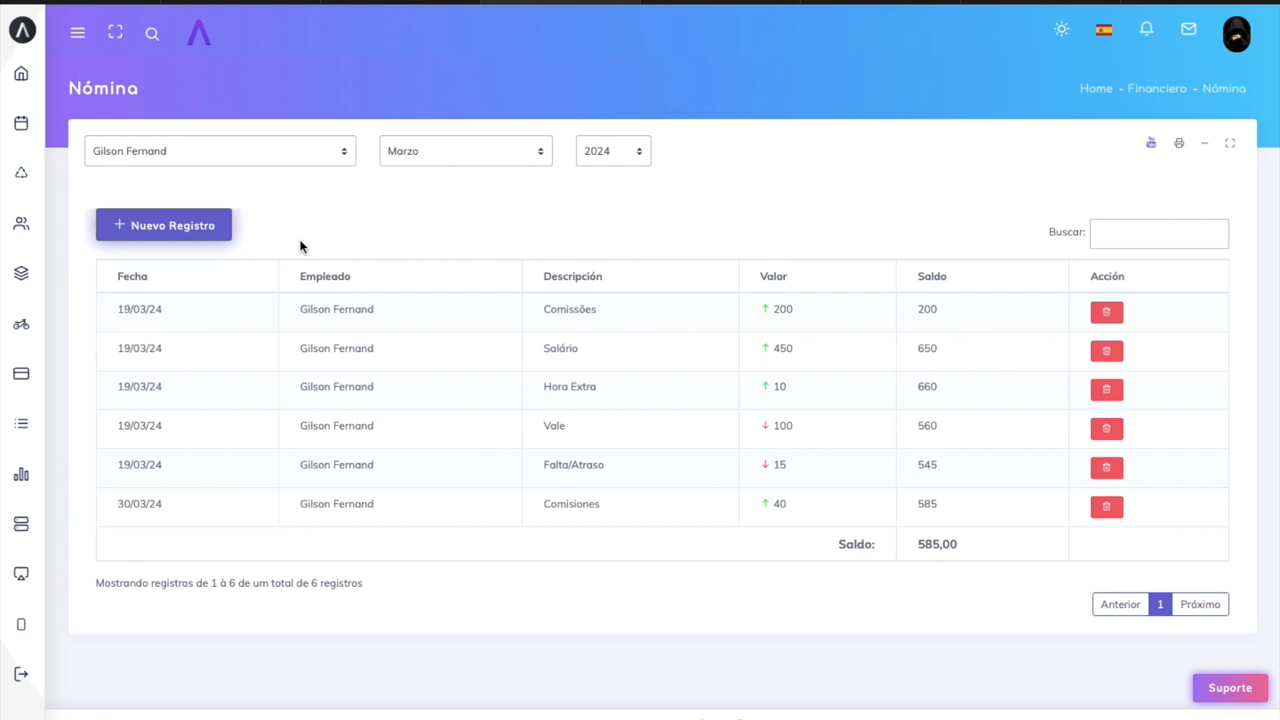 Nómina
Home - Financiero - Nómina
Gilson Fernand Marzo 2024
+ Nuevo Registro
Buscar:
Fecha Empleado Descripción Valor Saldo Acción
19/03/24 Gilson Fernand Comissões ↑ 200 200
19/03/24 Gilson Fernand Salário ↑ 450 650
19/03/24 Gilson Fernand Hora Extra ↑ 10 660
19/03/24 Gilson Fernand Vale ↓ 100 560
19/03/24 Gilson Fernand Falta/Atraso ↓ 15 545
30/03/24 Gilson Fernand Comisiones ↑ 40 585
Saldo: 585,00
Mostrando registros de 1 à 6 de um total de 6 registros
Anterior 1 Próximo
Suporte